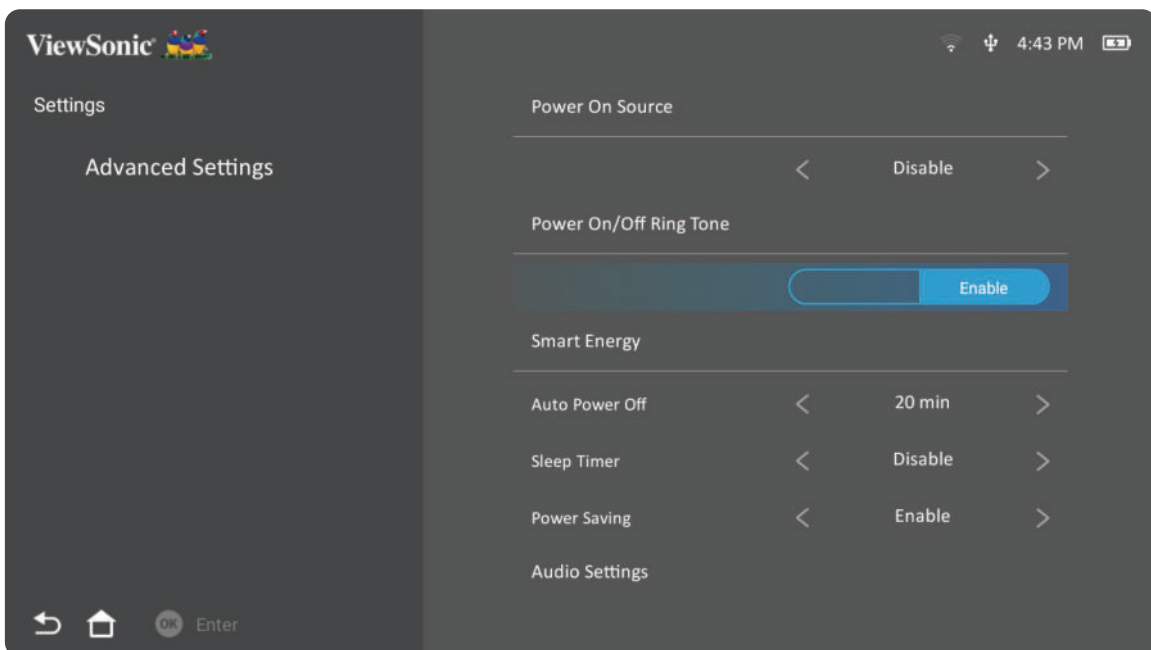 ViewSonic
4:43 PM
Settings
Advanced Settings
Power On Source
Disable
Power On/Off Ring Tone
Enable
Smart Energy
Auto Power Off 20 min
Sleep Timer Disable
Power Saving Enable
Audio Settings
OK Enter